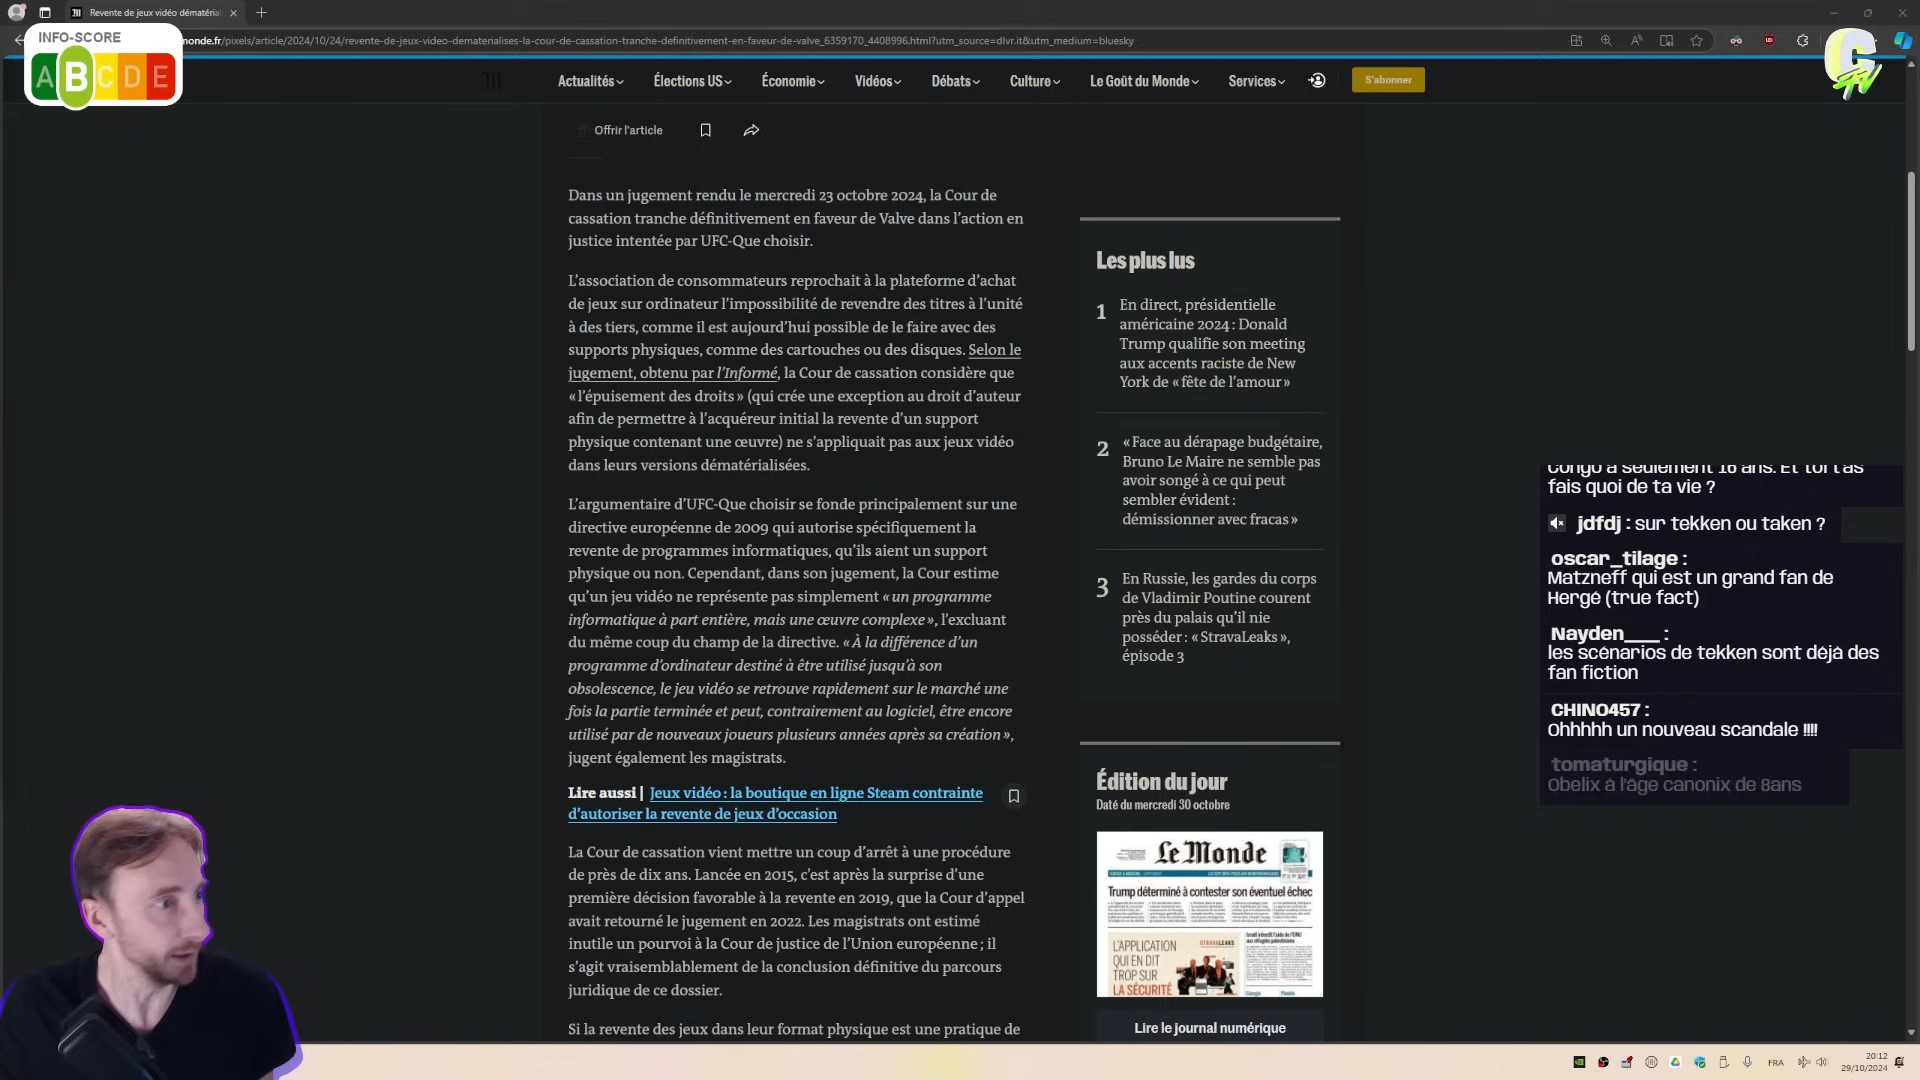 Revente de jeux vidéo dématéria
INFO-SCORE
A B C D E
monde.fr/pixels/article/2024/10/24/revente-de-jeux-video-dematerialises-la-cour-de-cassation-tranche-definitivement-en-faveur-de-valve_6359170_4408996.html?utm_source=dlvr.it&utm_medium=bluesky
Actualités Élections US Économie Vidéos Débats Culture Le Goût du Monde Services S'abonner
Offrir l'article
Dans un jugement rendu le mercredi 23 octobre 2024, la Cour de
cassation tranche définitivement en faveur de Valve dans l'action en
justice intentée par UFC-Que choisir.
L'association de consommateurs reprochait à la plateforme d'achat
de jeux sur ordinateur l'impossibilité de revendre des titres à l'unité
à des tiers, comme il est aujourd'hui possible de le faire avec des
supports physiques, comme des cartouches ou des disques. Selon le
jugement, obtenu par l'Informé, la Cour de cassation considère que
« l'épuisement des droits » (qui crée une exception au droit d'auteur
afin de permettre à l'acquéreur initial la revente d'un support
physique contenant une œuvre) ne s'appliquait pas aux jeux vidéo
dans leurs versions dématérialisées.
L'argumentaire d'UFC-Que choisir se fonde principalement sur une
directive européenne de 2009 qui autorise spécifiquement la
revente de programmes informatiques, qu'ils aient un support
physique ou non. Cependant, dans son jugement, la Cour estime
qu'un jeu vidéo ne représente pas simplement « un programme
informatique à part entière, mais une œuvre complexe », l'excluant
du même coup du champ de la directive. « À la différence d'un
programme d'ordinateur destiné à être utilisé jusqu'à son
obsolescence, le jeu vidéo se retrouve rapidement sur le marché une
fois la partie terminée et peut, contrairement au logiciel, être encore
utilisé par de nouveaux joueurs plusieurs années après sa création »,
jugent également les magistrats.
Lire aussi | Jeux vidéo : la boutique en ligne Steam contrainte
d'autoriser la revente de jeux d'occasion
La Cour de cassation vient mettre un coup d'arrêt à une procédure
de près de dix ans. Lancée en 2015, c'est après la surprise d'une
première décision favorable à la revente en 2019, que la Cour d'appel
avait retourné le jugement en 2022. Les magistrats ont estimé
inutile un pourvoi à la Cour de justice de l'Union européenne ; il
s'agit vraisemblablement de la conclusion définitive du parcours
juridique de ce dossier.
Si la revente des jeux dans leur format physique est une pratique de
Les plus lus
1 En direct, présidentielle
américaine 2024 : Donald
Trump qualifie son meeting
aux accents raciste de New
York de « fête de l'amour »
2 « Face au dérapage budgétaire,
Bruno Le Maire ne semble pas
avoir songé à ce qui peut
sembler évident :
démissionner avec fracas »
3 En Russie, les gardes du corps
de Vladimir Poutine courent
près du palais qu'il nie
posséder : « StravaLeaks »,
épisode 3
Édition du jour
Daté du mercredi 30 octobre
Le Monde
Trump déterminé à contester son éventuel échec
L'APPLICATION
QUI EN DIT
TROP SUR
LA SÉCURITÉ
STRAVALEAKS
Lire le journal numérique
Congo à seulement 16 ans. Et toi t'as
fais quoi de ta vie ?
jdfdj : sur tekken ou taken ?
oscar_tilage :
Matzneff qui est un grand fan de
Hergé (true fact)
Nayden___ :
les scénarios de tekken sont déjà des
fan fiction
CHINO457 :
Ohhhhh un nouveau scandale !!!!
tomaturgique :
Obelix à l'âge canonix de 8ans
FRA
20:12
29/10/2024